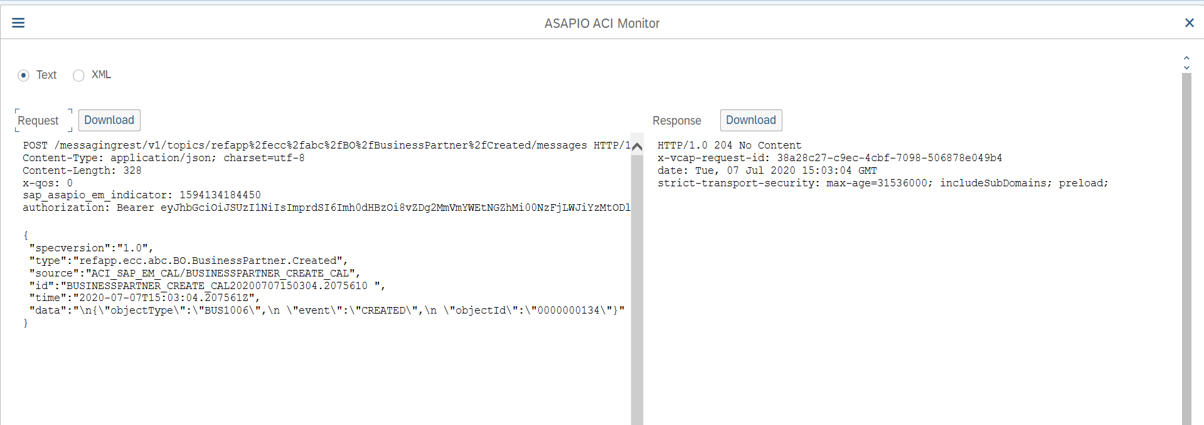 ASAPIO ACI Monitor
Text XML
Request Download
POST /messagingrest/v1/topics/refapp%2fecc%2fabc%2fBO%2fBusinessPartner%2fCreated/messages HTTP/1
Content-Type: application/json; charset=utf-8
Content-Length: 328
x-qos: 0
sap_asapio_em_indicator: 1594134184450
authorization: Bearer eyJhbGciOiJSUzI1NiIsImprdSI6Imh0dHBzOi8vZDg2MmVmYWEtNGZhMi00NzFjLWJiYzMtODl
{
"specversion":"1.0",
"type":"refapp.ecc.abc.BO.BusinessPartner.Created",
"source":"ACI_SAP_EM_CAL/BUSINESSPARTNER_CREATE_CAL",
"id":"BUSINESSPARTNER_CREATE_CAL20200707150304.2075610 ",
"time":"2020-07-07T15:03:04.207561Z",
"data":"\n{\"objectType\":\"BUS1006\",\n \"event\":\"CREATED\",\n \"objectId\":\"0000000134\"}"
}
Response Download
HTTP/1.0 204 No Content
x-vcap-request-id: 38a28c27-c9ec-4cbf-7098-506878e049b4
date: Tue, 07 Jul 2020 15:03:04 GMT
strict-transport-security: max-age=31536000; includeSubDomains; preload;